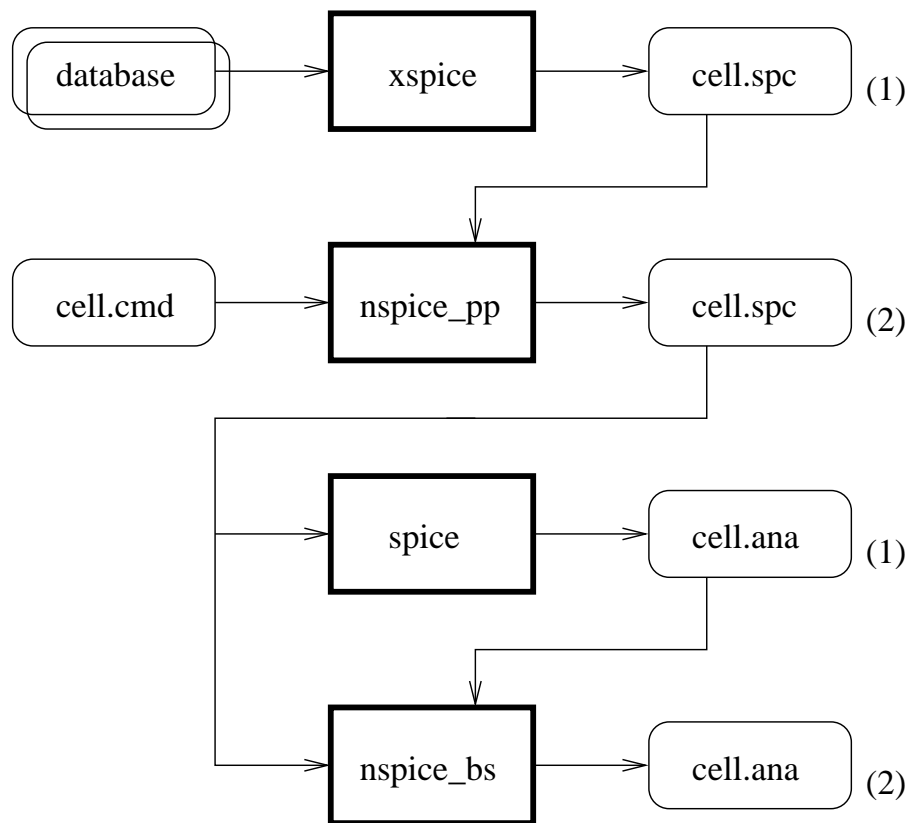 database
xspice
cell.spc
(1)
cell.cmd
nspice_pp
cell.spc
(2)
spice
cell.ana
(1)
nspice_bs
cell.ana
(2)